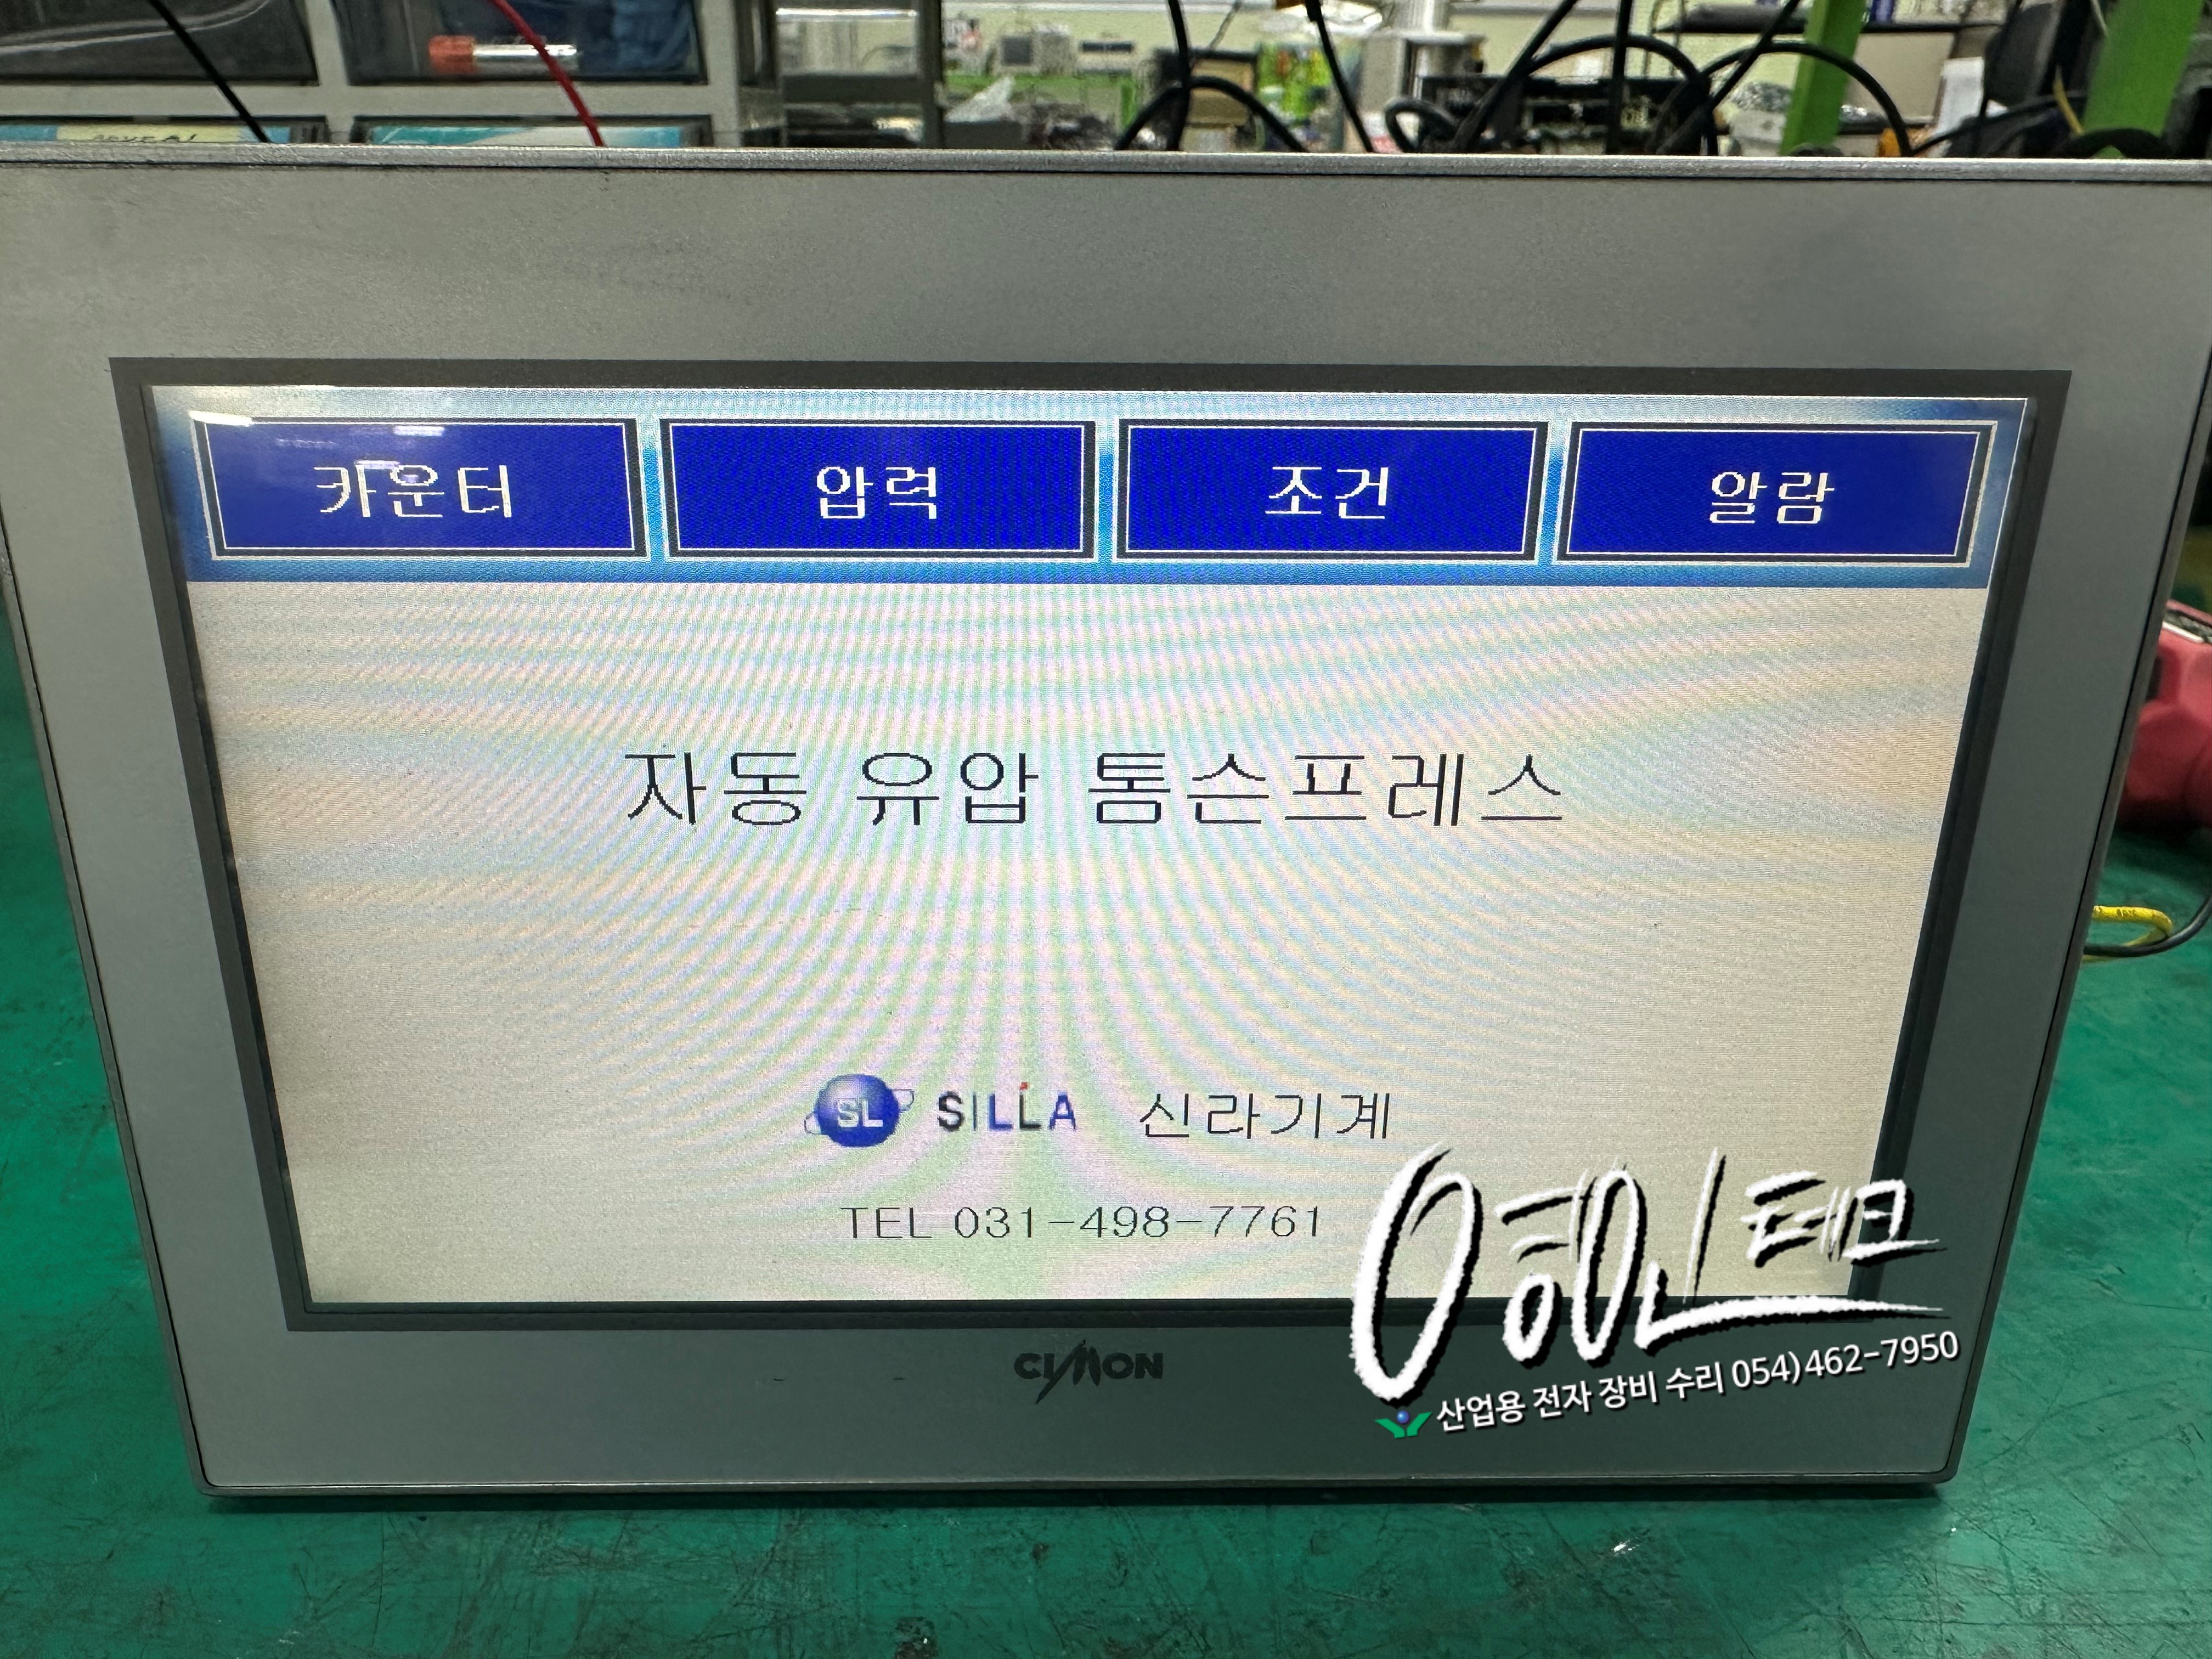 카운터
압력
조건
알람
자동 유압 톰슨프레스
SL SILLA 신라기계
TEL 031-498-7761
CIMON
영인테크
산업용 전자 장비 수리 054)462-7950